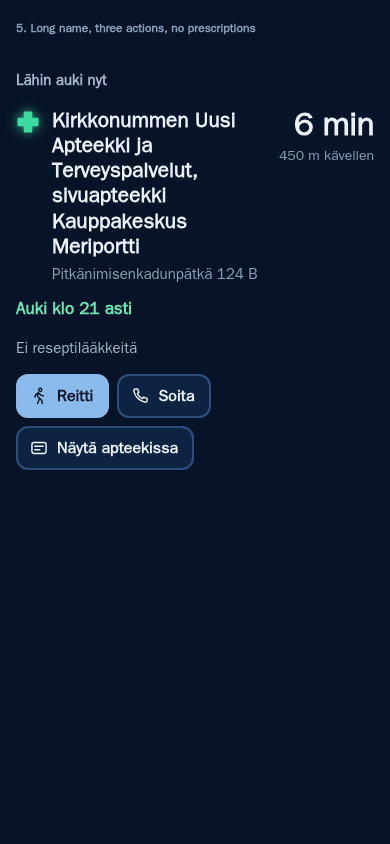 5. Long name, three actions, no prescriptions
Lähin auki nyt
Kirkkonummen Uusi
Apteekki ja
Terveyspalvelut,
sivuapteekki
Kauppakeskus
Meriportti
6 min
450 m kävellen
Pitkänimisenkadunpätkä 124 B
Auki klo 21 asti
Ei reseptilääkkeitä
Reitti
Soita
Näytä apteekissa